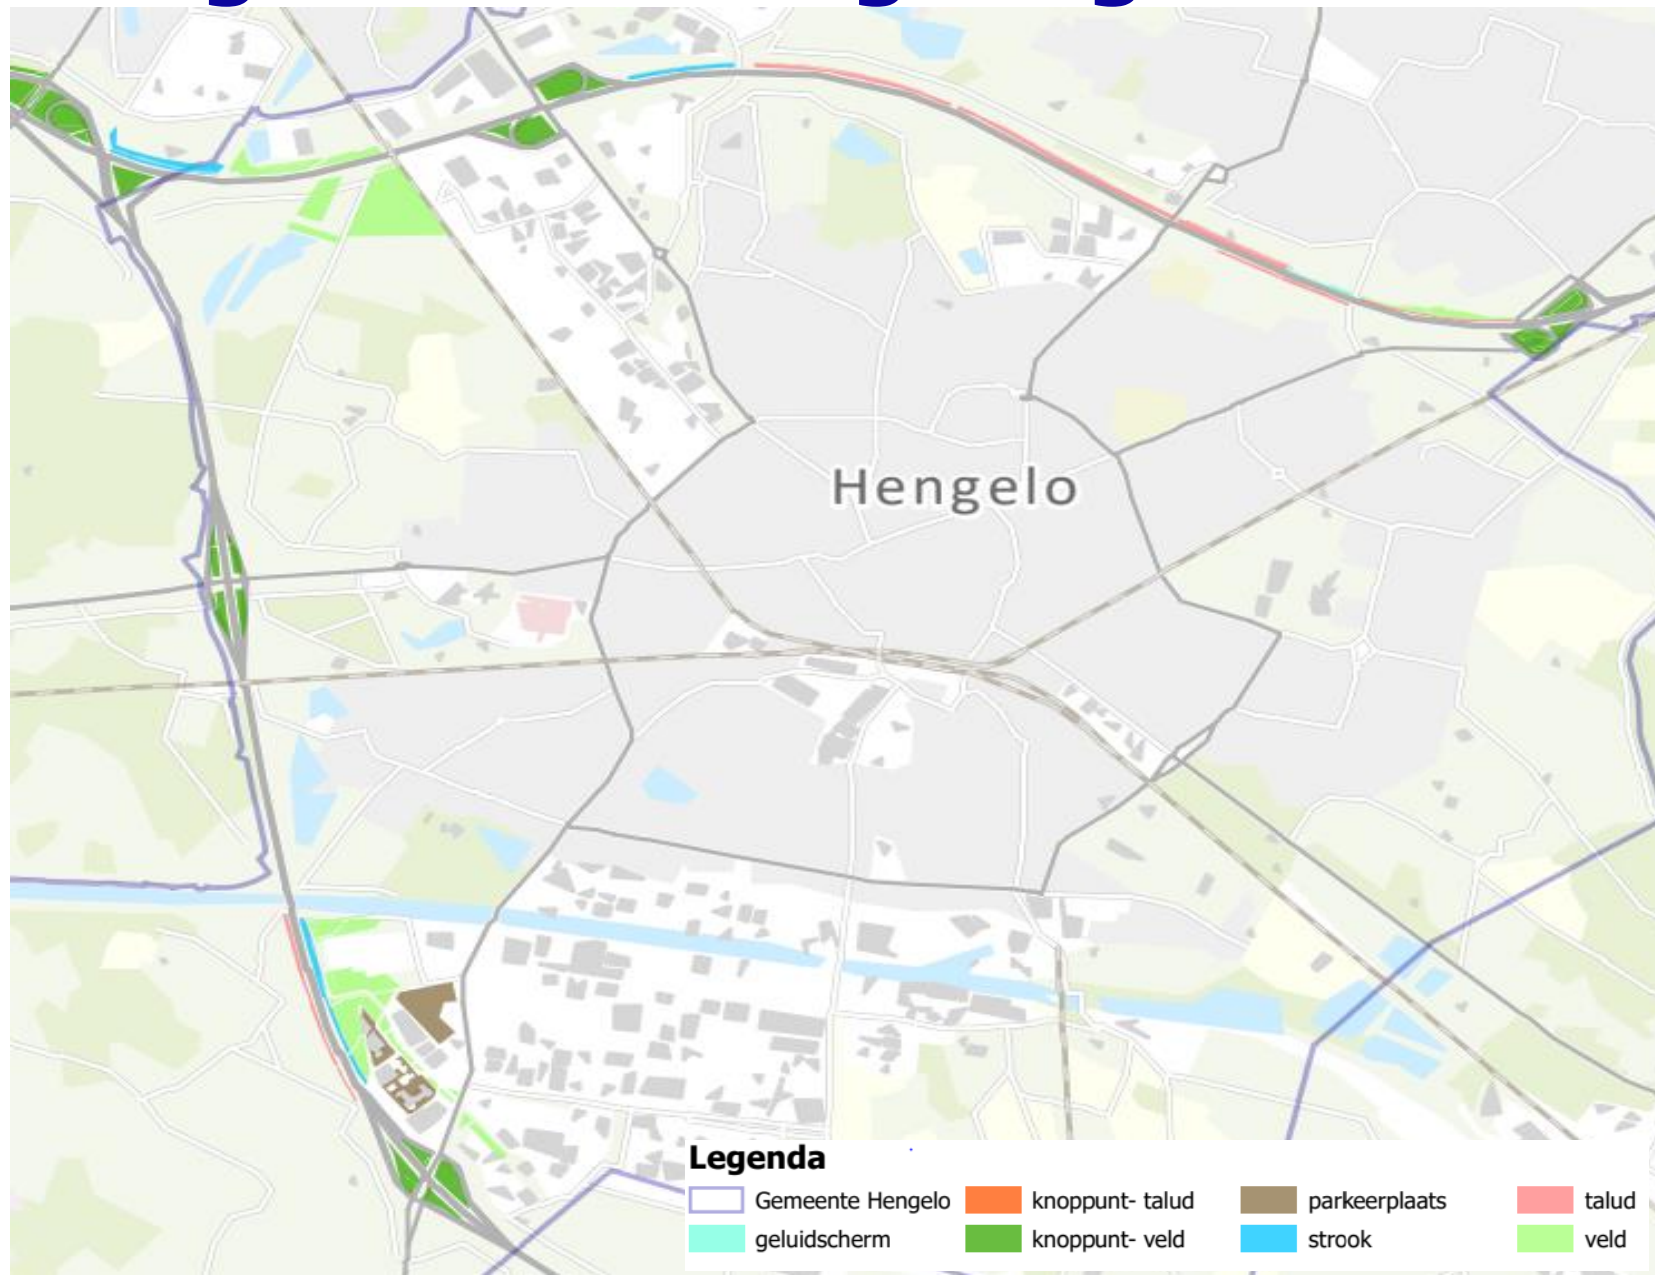 Hengelo
Legenda
Gemeente Hengelo
knoppunt- talud
parkeerplaats
talud
geluidscherm
knoppunt- veld
strook
veld